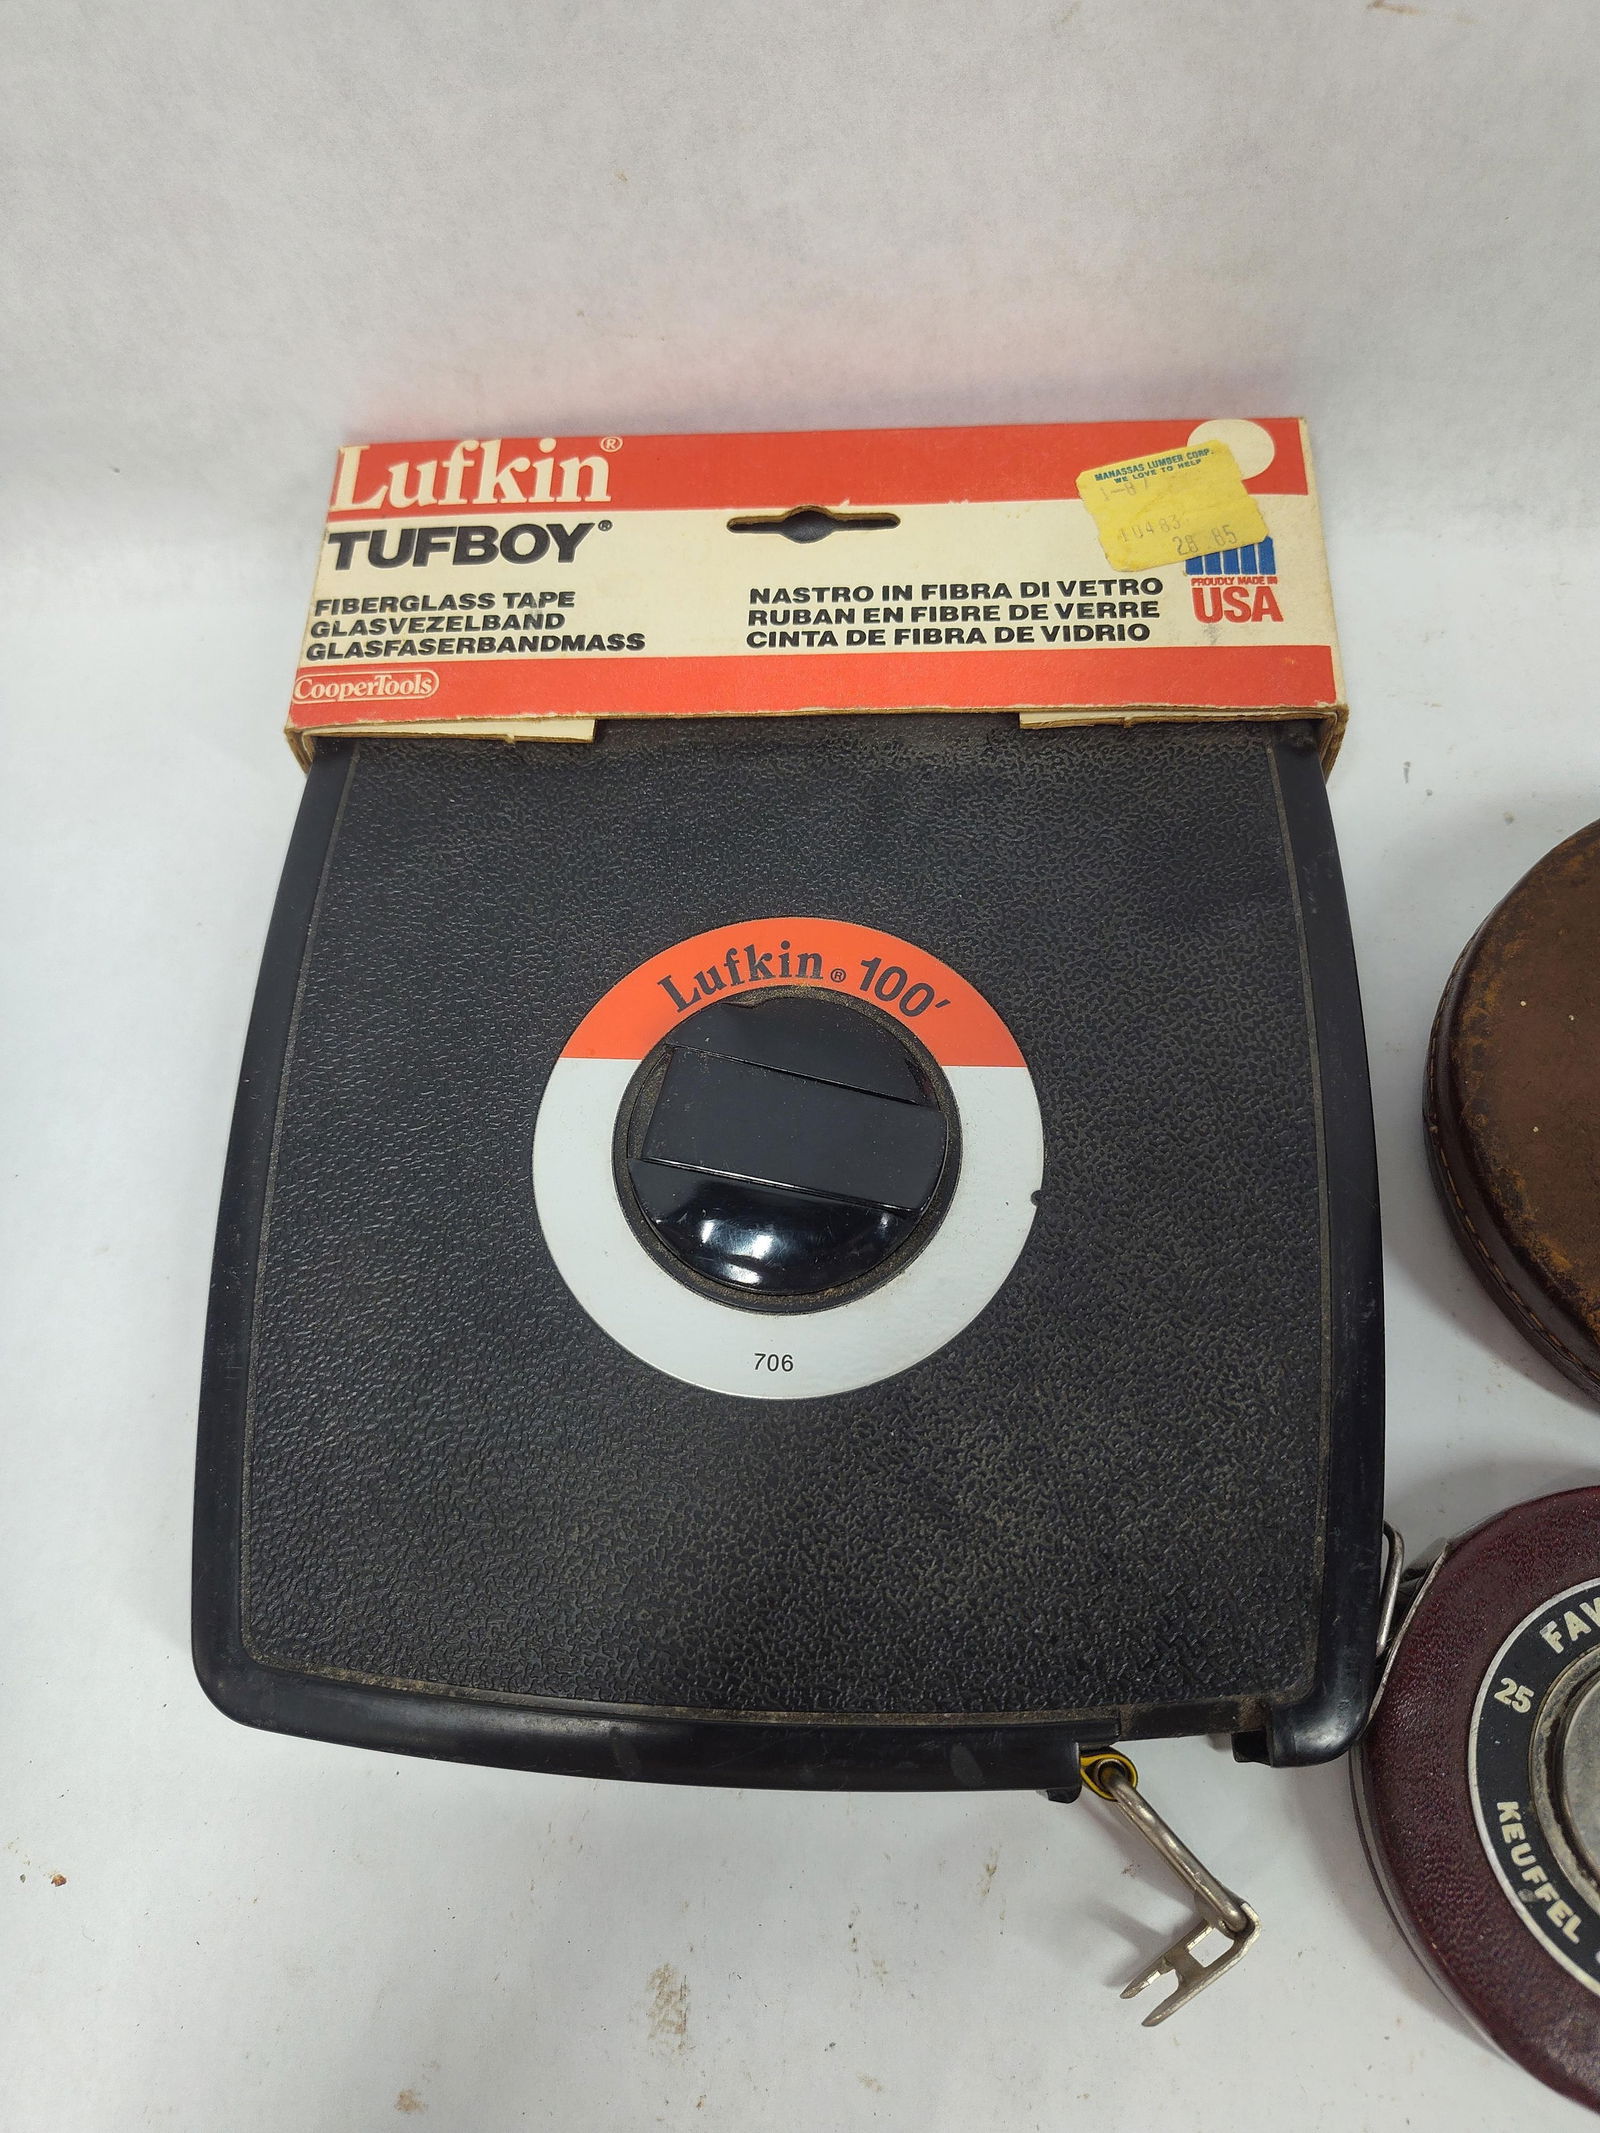 Lufkin®
TUFBOY®
FIBERGLASS TAPE
GLASVEZELBAND
GLASFASERBANDMASS
CooperTools
NASTRO IN FIBRA DI VETRO
RUBAN EN FIBRE DE VERRE
CINTA DE FIBRA DE VIDRIO
MANASSAS LUMBER CORP.
WE LOVE TO HELP
1-87
10483
28 85
PROUDLY MADE IN
USA
Lufkin® 100′
706
25
KEUFFEL